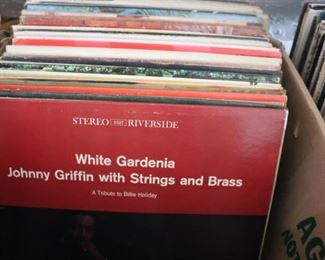 STEREO RIVERSIDE
White Gardenia
Johnny Griffin with Strings and Brass
A Tribute to Billie Holiday